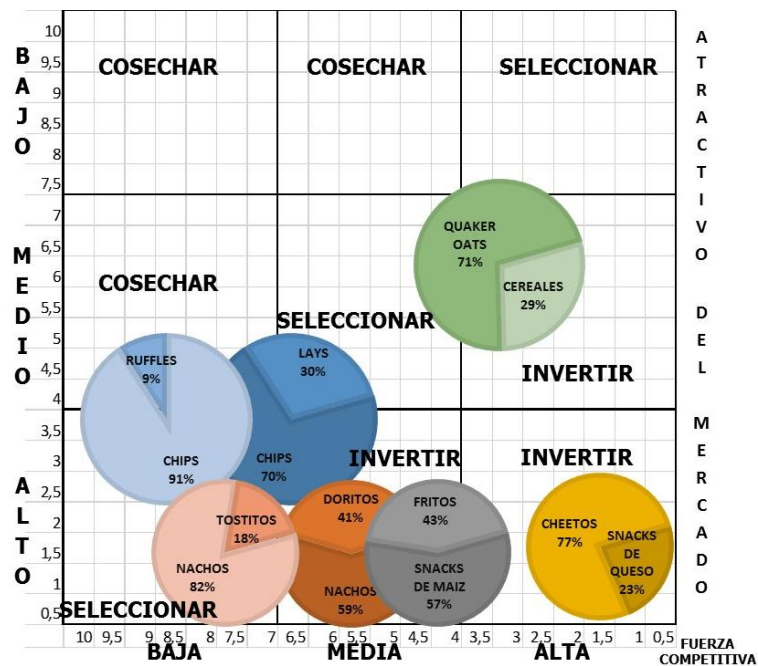 COSECHAR COSECHAR SELECCIONAR
BAJO
10
9,5
9
8,5
8
7,5
MEDIO
7
6,5
6
5,5
5
4,5
4
ALTO
3,5
3
2,5
2
1,5
1
0,5
QUAKER
OATS
71%
CEREALES
29%
COSECHAR
SELECCIONAR
INVERTIR
RUFFLES
9%
CHIPS
91%
LAYS
30%
CHIPS
70%
INVERTIR
INVERTIR
TOSTITOS
18%
NACHOS
82%
DORITOS
41%
NACHOS
59%
FRITOS
43%
SNACKS
DE MAIZ
57%
CHEETOS
77%
SNACKS
DE
QUESO
23%
SELECCIONAR
10 9,5 9 8,5 8 7,5 7 6,5 6 5,5 5 4,5 4 3,5 3 2,5 2 1,5 1 0,5
BAJA MEDIA ALTA
FUERZA
COMPETITIVA
ATRACTIVO DEL MERCADO